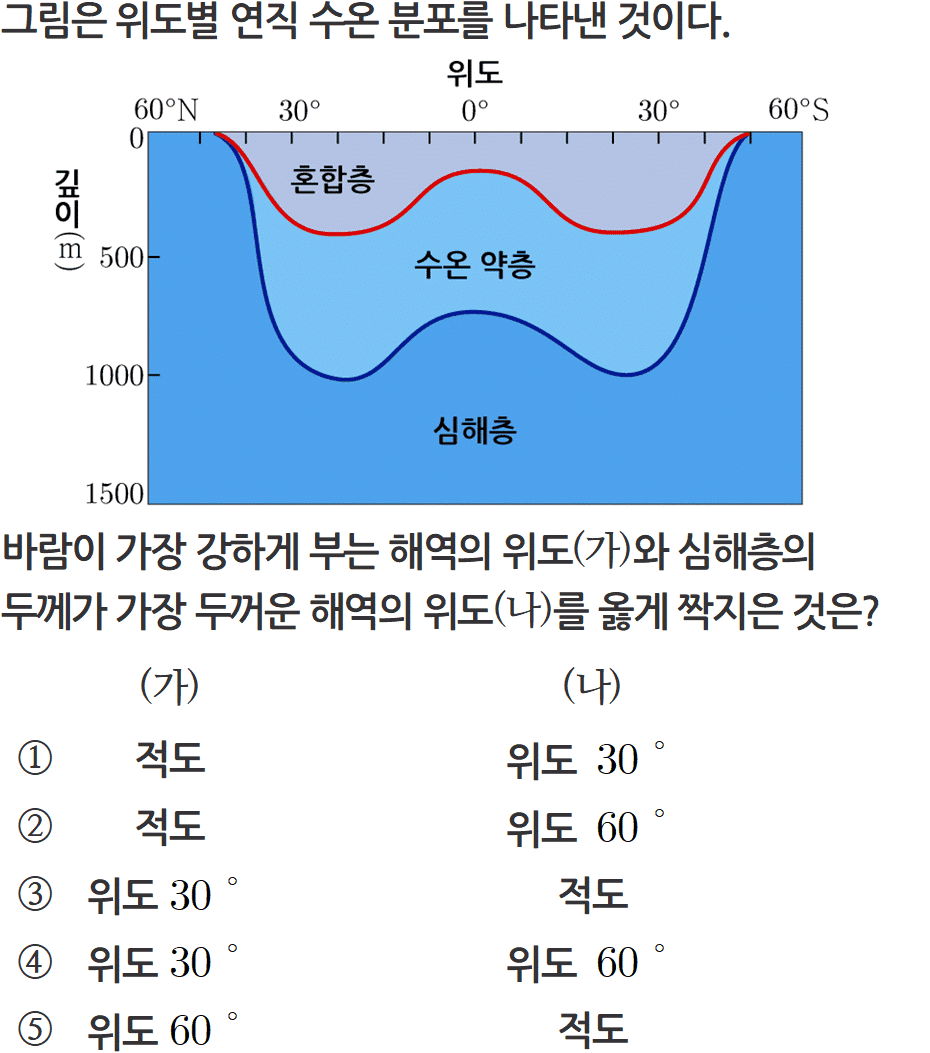 그림은 위도별 연직 수온 분포를 나타낸 것이다.
위도
60°N 30° 0° 30° 60°S
0
혼합층
깊이(m)
수온 약층
500
1000
심해층
1500
바람이 가장 강하게 부는 해역의 위도(가)와 심해층의
두께가 가장 두꺼운 해역의 위도(나)를 옳게 짝지은 것은?
(가) (나)
① 적도 위도 30°
② 적도 위도 60°
③ 위도 30° 적도
④ 위도 30° 위도 60°
⑤ 위도 60° 적도